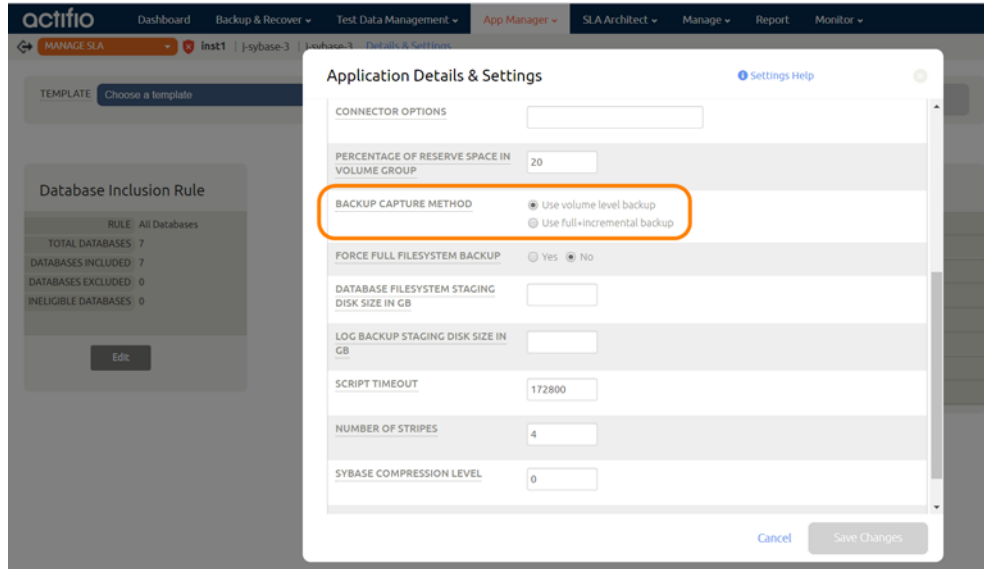 actifio
Dashboard Backup & Recover Test Data Management App Manager SLA Architect Manage Report Monitor
MANAGE SLA inst1 | j-sybase-3 | j-sybase-3 Details & Settings
Application Details & Settings
Settings Help
TEMPLATE Choose a template
CONNECTOR OPTIONS
PERCENTAGE OF RESERVE SPACE IN
VOLUME GROUP
20
BACKUP CAPTURE METHOD
Use volume level backup
Use full+incremental backup
FORCE FULL FILESYSTEM BACKUP
Yes No
DATABASE FILESYSTEM STAGING
DISK SIZE IN GB
LOG BACKUP STAGING DISK SIZE IN
GB
SCRIPT TIMEOUT
172800
NUMBER OF STRIPES
4
SYBASE COMPRESSION LEVEL
0
Cancel
Save Changes
Database Inclusion Rule
RULE All Databases
TOTAL DATABASES 7
DATABASES INCLUDED 7
DATABASES EXCLUDED 0
INELIGIBLE DATABASES 0
Edit